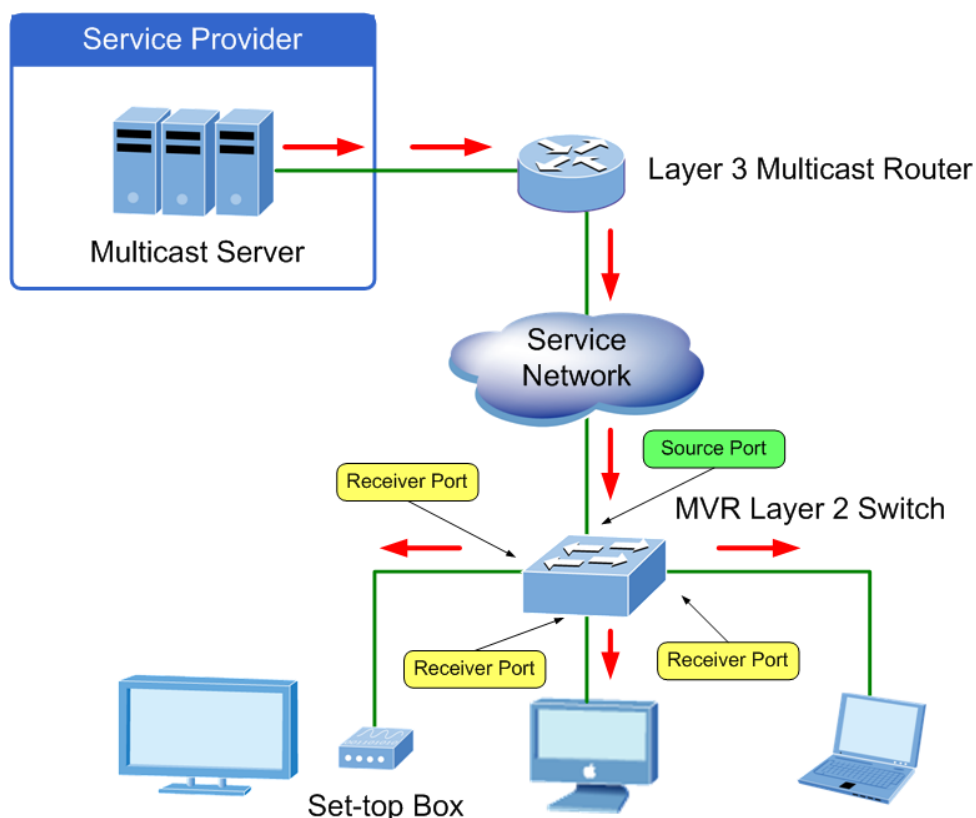 Service Provider
Multicast Server
Layer 3 Multicast Router
Service
Network
Source Port
Receiver Port
MVR Layer 2 Switch
Receiver Port
Receiver Port
Set-top Box